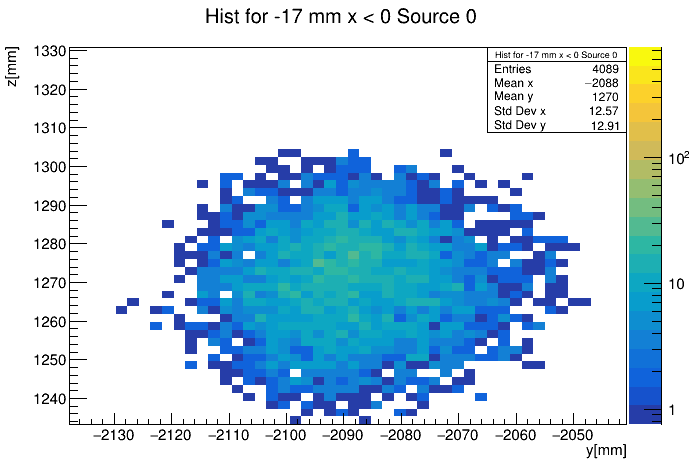 Hist for -17 mm x < 0 Source 0
z[mm]
1330
1320
1310
1300
1290
1280
1270
1260
1250
1240
Hist for -17 mm x < 0 Source 0
Entries 4089
Mean x −2088
Mean y 1270
Std Dev x 12.57
Std Dev y 12.91
10²
10
1
−2130 −2120 −2110 −2100 −2090 −2080 −2070 −2060 −2050
y[mm]